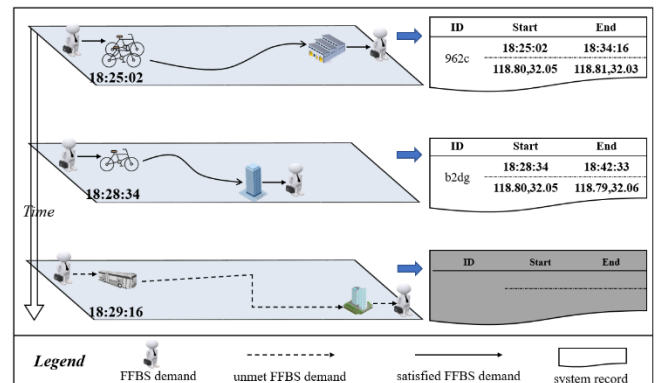 ID Start End
18:25:02 18:34:16
962c
118.80,32.05 118.81,32.03
18:25:02
ID Start End
18:28:34 18:42:33
b2dg
118.80,32.05 118.79,32.06
18:28:34
Time
ID Start End
18:29:16
Legend
FFBS demand unmet FFBS demand satisfied FFBS demand system record